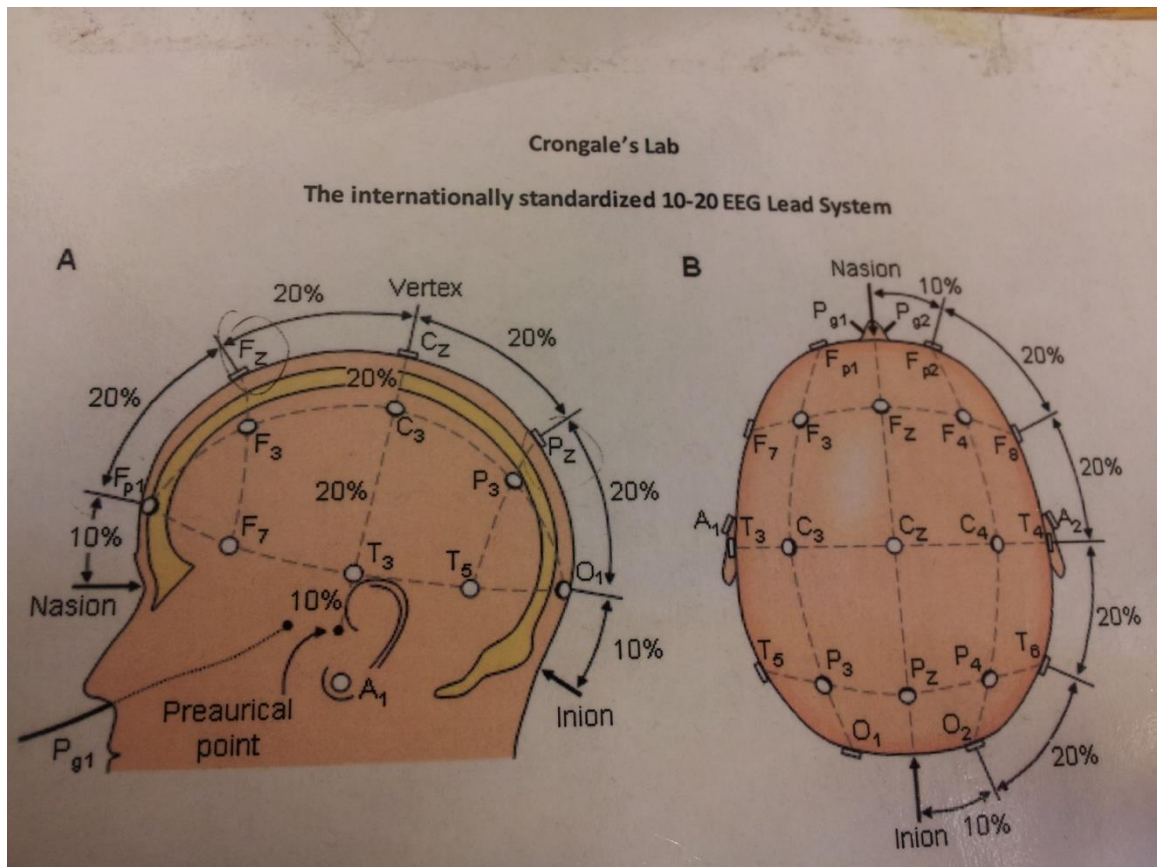 Crongale's Lab
The internationally standardized 10-20 EEG Lead System
A
20%
Vertex
Fz
Cz
20%
20%
20%
Fp1
F3
C3
Pz
P3
20%
20%
10%
F7
T3
T5
O1
Nasion
10%
10%
A1
Preaurical
point
Inion
Pg1
B
Nasion
10%
Pg1
Pg2
Fp1
Fp2
20%
F7
F3
Fz
F4
F8
20%
A1
T3
C3
Cz
C4
T4
A2
20%
T5
P3
Pz
P4
T6
O1
O2
20%
10%
Inion